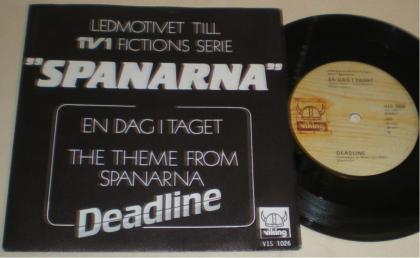 LEDMOTIVET TILL
TV1 FICTIONS SERIE
"SPANARNA"
EN DAG I TAGET
THE THEME FROM
SPANARNA
Deadline
viking
VIS 1026
EN DAG I TAGET
viking
DEADLINE